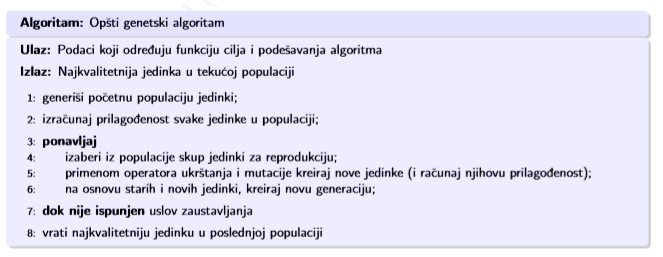 Algoritam: Opšti genetski algoritam
Ulaz: Podaci koji određuju funkciju cilja i podešavanja algoritma
Izlaz: Najkvalitetnija jedinka u tekućoj populaciji
1: generiši početnu populaciju jedinki;
2: izračunaj prilagođenost svake jedinke u populaciji;
3: ponavljaj
4: izaberi iz populacije skup jedinki za reprodukciju;
5: primenom operatora ukrštanja i mutacije kreiraj nove jedinke (i računaj njihovu prilagođenost);
6: na osnovu starih i novih jedinki, kreiraj novu generaciju;
7: dok nije ispunjen uslov zaustavljanja
8: vrati najkvalitetniju jedinku u poslednjoj populaciji